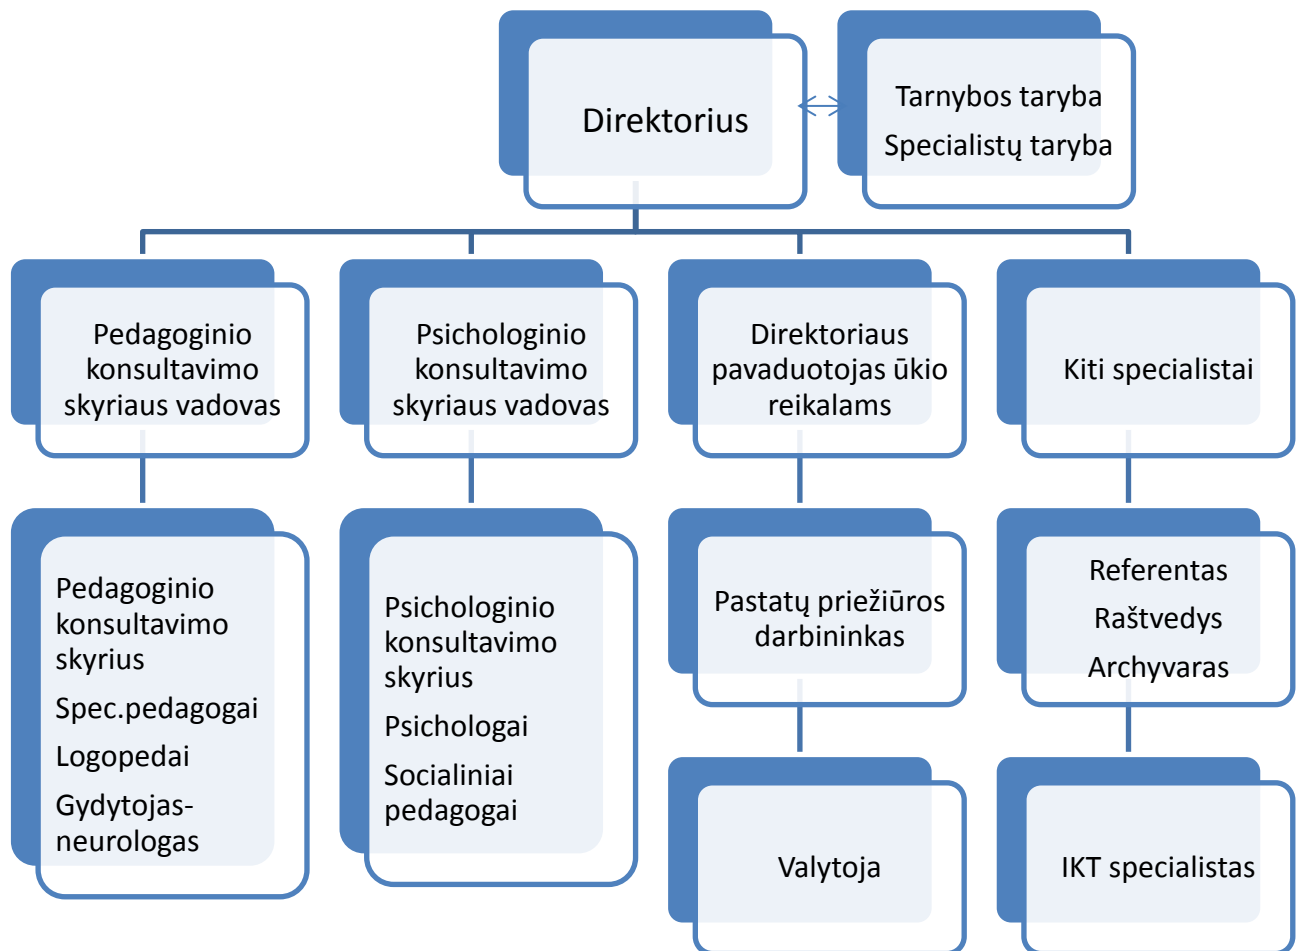 Direktorius
Tarnybos taryba
Specialistų taryba
Pedagoginio
konsultavimo
skyriaus vadovas
Psichologinio
konsultavimo
skyriaus vadovas
Direktoriaus
pavaduotojas ūkio
reikalams
Kiti specialistai
Pedagoginio
konsultavimo
skyrius
Spec.pedagogai
Logopedai
Gydytojas-
neurologas
Psichologinio
konsultavimo
skyrius
Psichologai
Socialiniai
pedagogai
Pastatų priežiūros
darbininkas
Referentas
Raštvedys
Archyvaras
Valytoja
IKT specialistas